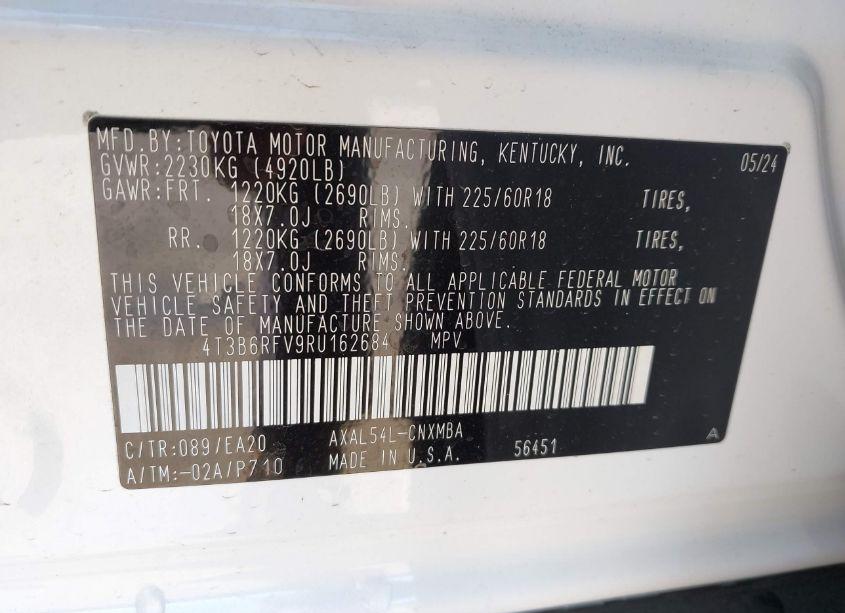 MFD.BY:TOYOTA MOTOR MANUFACTURING, KENTUCKY, INC. 05/24
GVWR:2230KG (4920LB)
GAWR:FRT. 1220KG (2690LB) WITH 225/60R18 TIRES,
18X7.0J RIMS.
RR. 1220KG (2690LB) WITH 225/60R18 TIRES,
18X7.0J RIMS.
THIS VEHICLE CONFORMS TO ALL APPLICABLE FEDERAL MOTOR
VEHICLE SAFETY AND THEFT PREVENTION STANDARDS IN EFFECT ON
THE DATE OF MANUFACTURE SHOWN ABOVE.
4T3B6RFV9RU162684 MPV
C/TR:089/EA20 AXAL54L-CNXMBA
A/TM:-02A/P710 MADE IN U.S.A. 56451 A